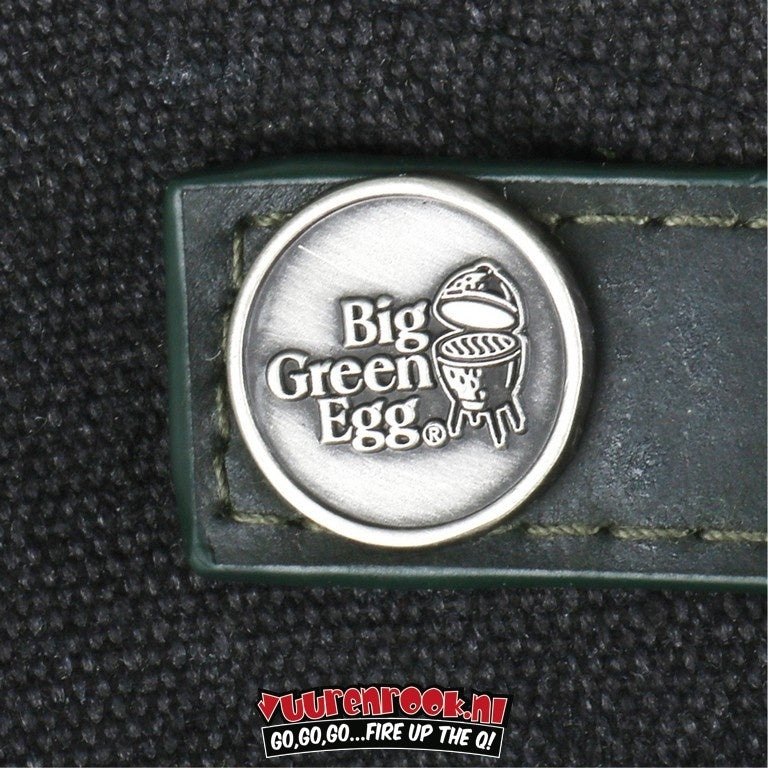 Big
Green
Egg®
vuurenrook.nl
GO,GO,GO...FIRE UP THE Q!